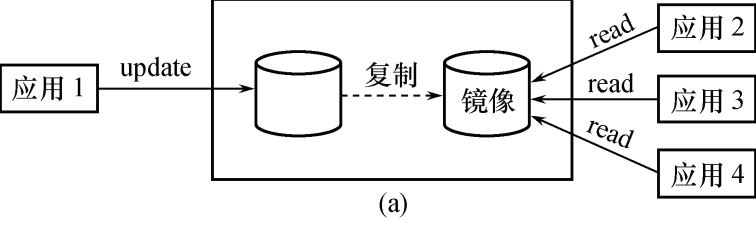 应用1
update
复制
镜像
read
read
read
应用2
应用3
应用4
(a)